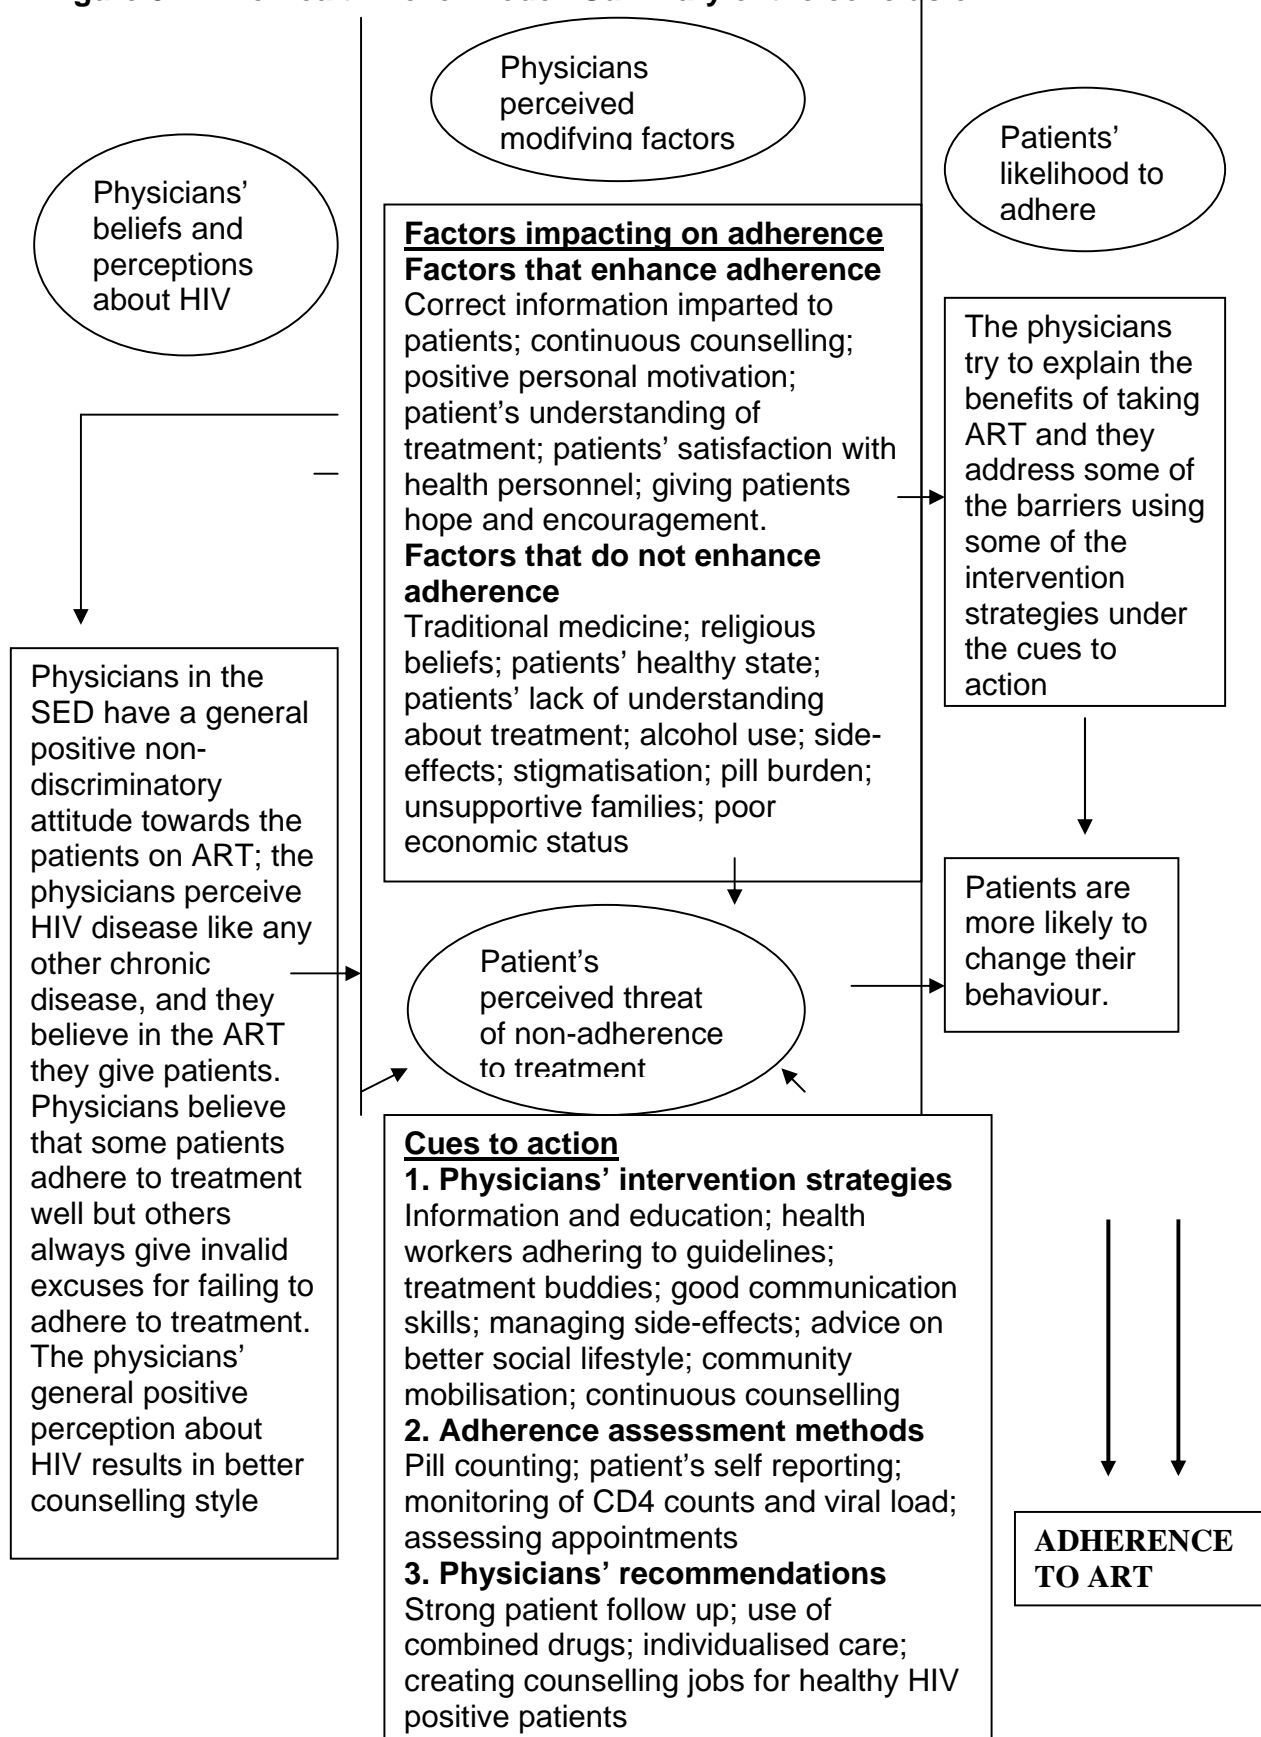 Physicians
perceived
modifying factors
Patients’
likelihood to
adhere
Physicians’
beliefs and
perceptions
about HIV
Factors impacting on adherence
Factors that enhance adherence
Correct information imparted to
patients; continuous counselling;
positive personal motivation;
patient’s understanding of
treatment; patients’ satisfaction with
health personnel; giving patients
hope and encouragement.
Factors that do not enhance
adherence
Traditional medicine; religious
beliefs; patients’ healthy state;
patients’ lack of understanding
about treatment; alcohol use; side-
effects; stigmatisation; pill burden;
unsupportive families; poor
economic status
The physicians
try to explain the
benefits of taking
ART and they
address some of
the barriers using
some of the
intervention
strategies under
the cues to
action
Physicians in the
SED have a general
positive non-
discriminatory
attitude towards the
patients on ART; the
physicians perceive
HIV disease like any
other chronic
disease, and they
believe in the ART
they give patients.
Physicians believe
that some patients
adhere to treatment
well but others
always give invalid
excuses for failing to
adhere to treatment.
The physicians’
general positive
perception about
HIV results in better
counselling style
Patient’s
perceived threat
of non-adherence
to treatment
Patients are
more likely to
change their
behaviour.
Cues to action
1. Physicians’ intervention strategies
Information and education; health
workers adhering to guidelines;
treatment buddies; good communication
skills; managing side-effects; advice on
better social lifestyle; community
mobilisation; continuous counselling
2. Adherence assessment methods
Pill counting; patient’s self reporting;
monitoring of CD4 counts and viral load;
assessing appointments
3. Physicians’ recommendations
Strong patient follow up; use of
combined drugs; individualised care;
creating counselling jobs for healthy HIV
positive patients
ADHERENCE
TO ART